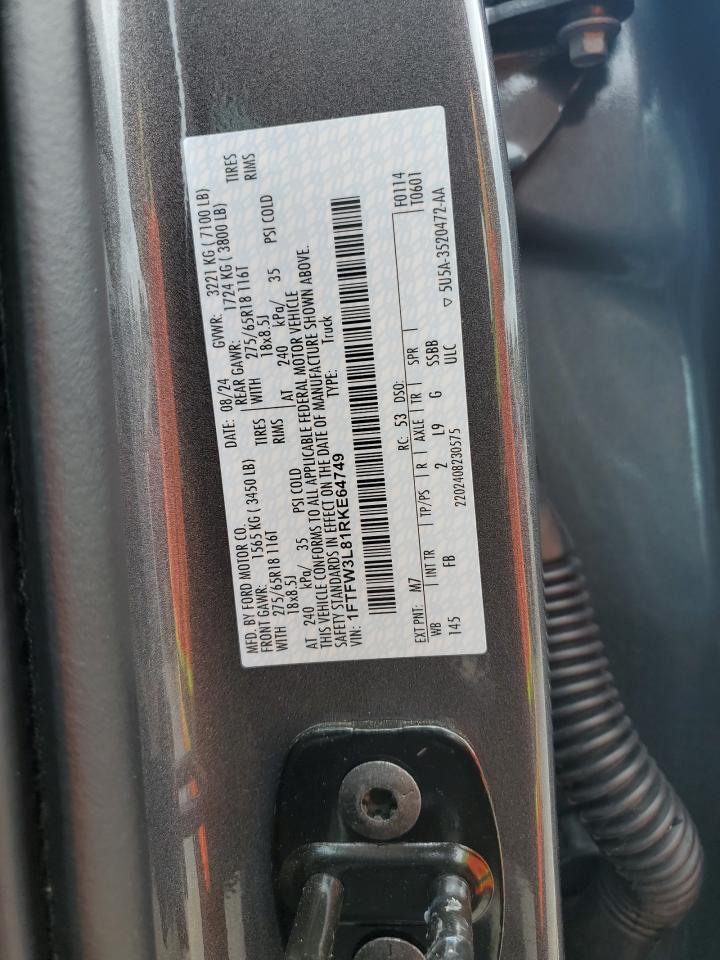 MFD. BY FORD MOTOR CO. DATE: 08/24 GVWR: 3221 KG ( 7100 LB)
FRONT GAWR: 1565 KG ( 3450 LB) REAR GAWR: 1724 KG ( 3800 LB)
WITH 275/65R18 116T TIRES WITH 275/65R18 116T TIRES
18x8.5J RIMS 18x8.5J RIMS
AT 240 kPa/ 35 PSI COLD AT 240 kPa/ 35 PSI COLD
THIS VEHICLE CONFORMS TO ALL APPLICABLE FEDERAL MOTOR VEHICLE
SAFETY STANDARDS IN EFFECT ON THE DATE OF MANUFACTURE SHOWN ABOVE.
VIN: 1FTFW3L81RKE64749 TYPE: Truck
F0114
T0601
EXT PNT: M7 RC: 53 DSO:
WB INT TR TP/PS R AXLE TR SPR
145 FB 2 L9 G SSBB
2202408230575 ULC ▽ 5U5A-3520472-AA